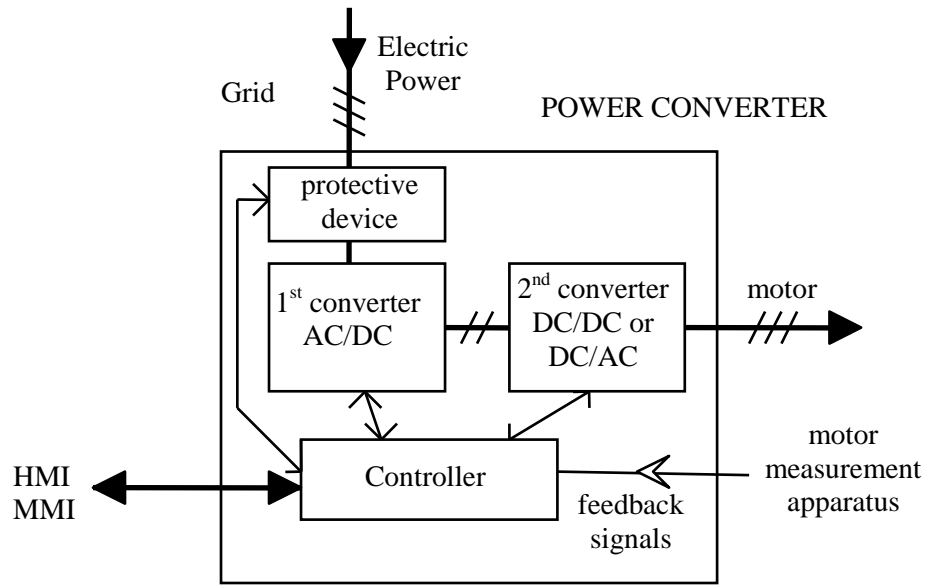 Electric
Power
Grid
POWER CONVERTER
protective
device
1st converter
AC/DC
2nd converter
DC/DC or
DC/AC
motor
HMI
MMI
Controller
feedback
signals
motor
measurement
apparatus